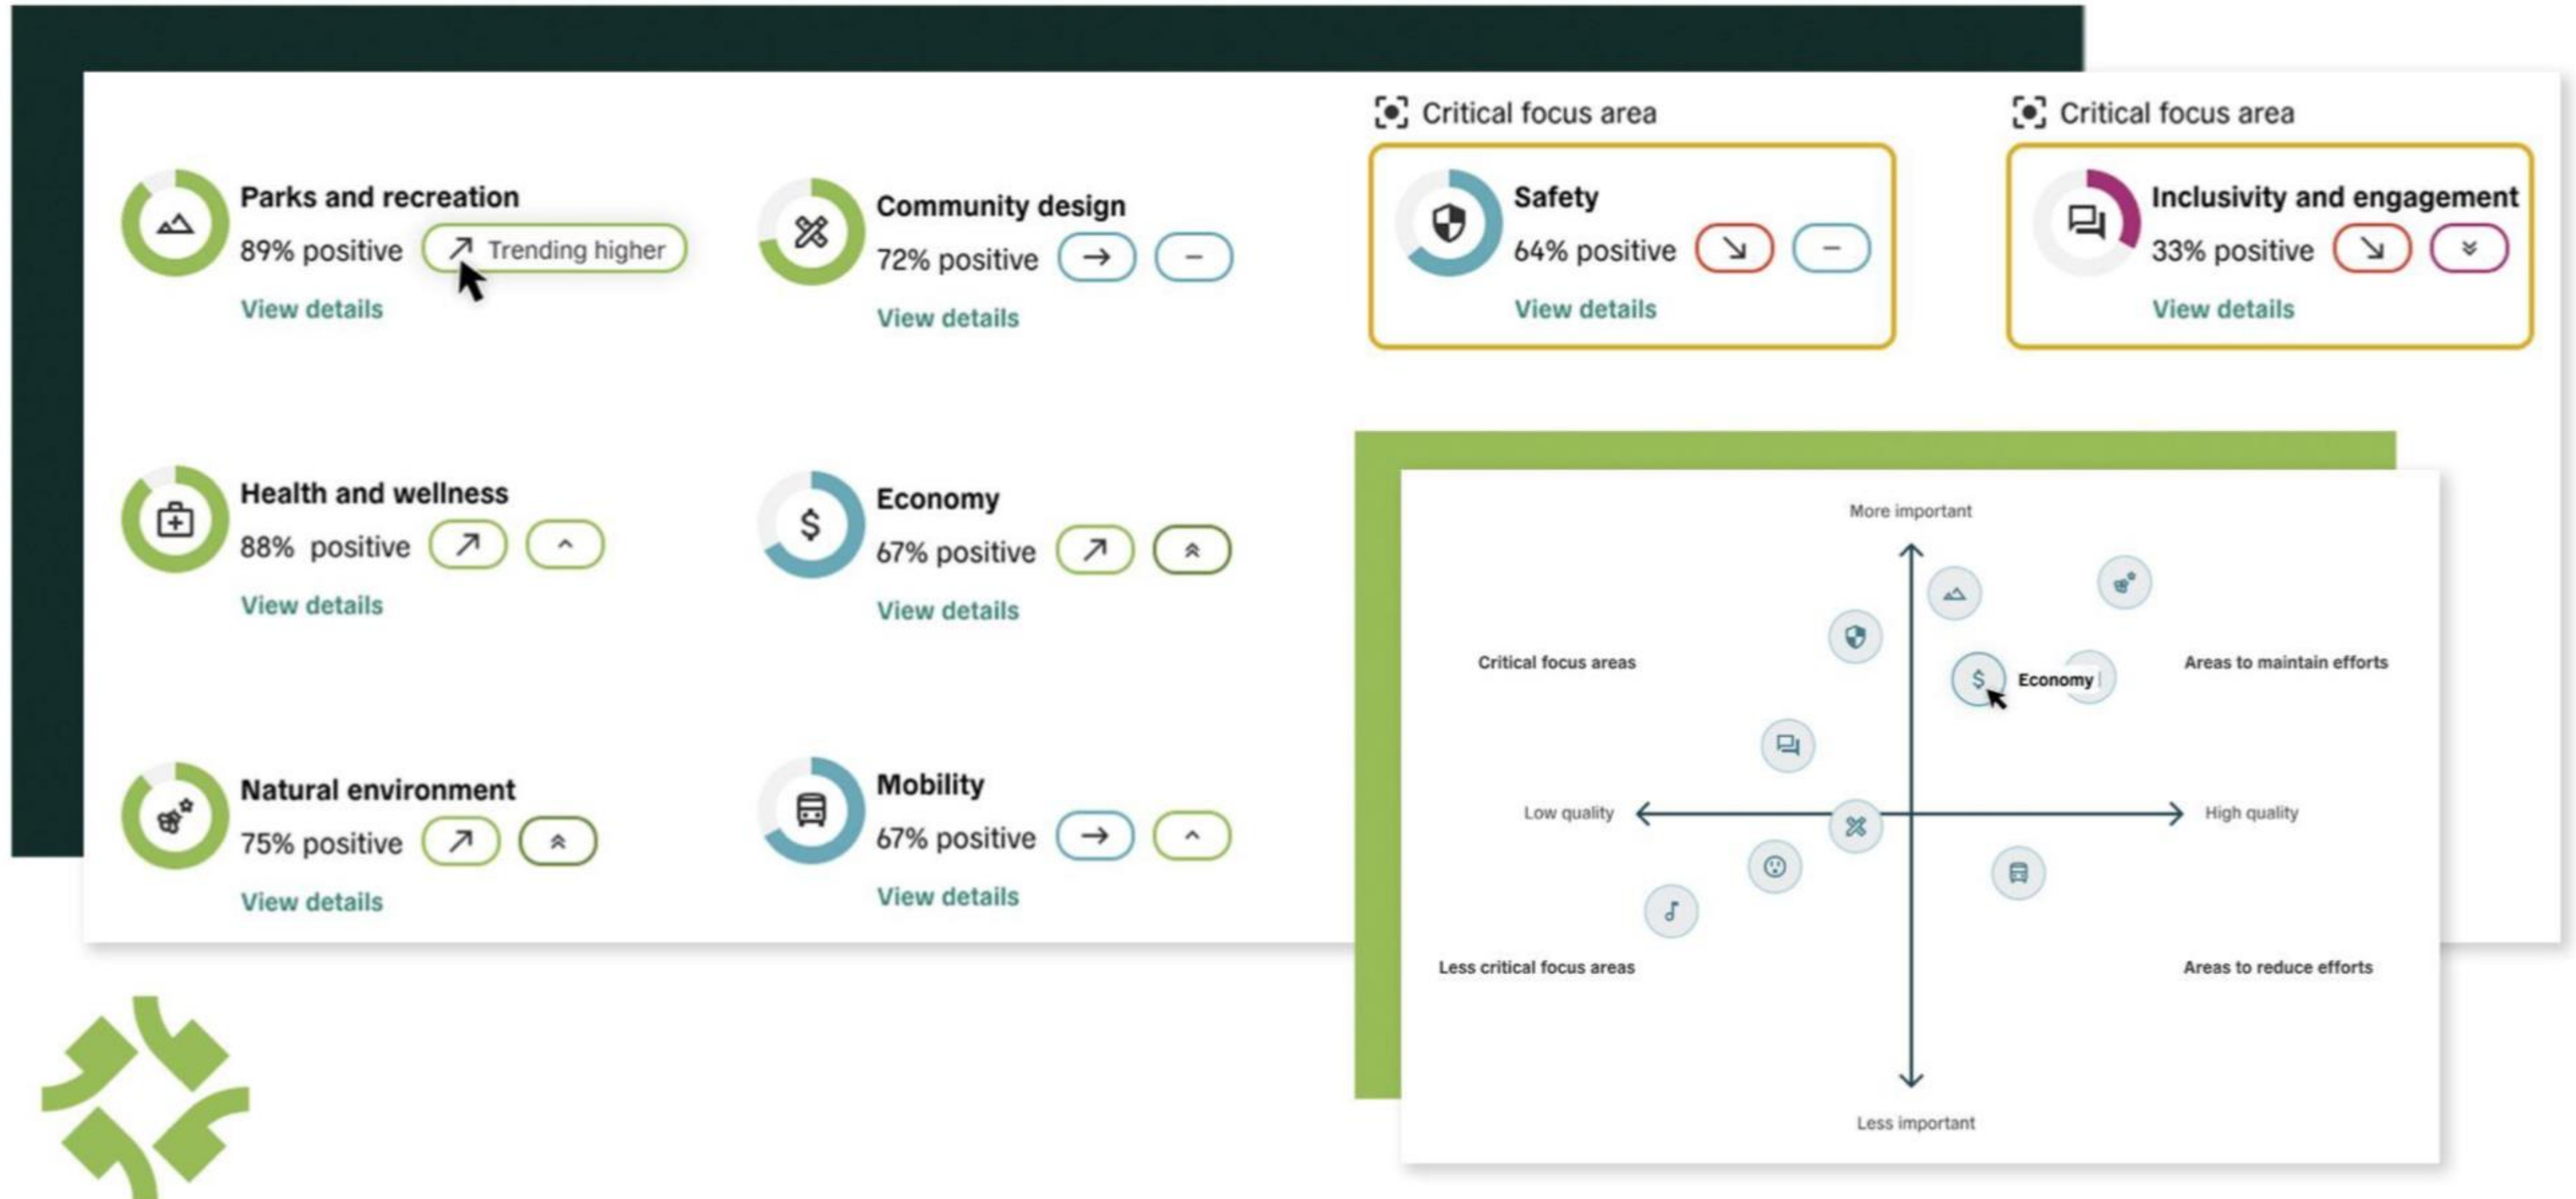 Critical focus area
Critical focus area
Parks and recreation
89% positive
Trending higher
View details
Community design
72% positive
View details
Safety
64% positive
View details
Inclusivity and engagement
33% positive
View details
Health and wellness
88% positive
View details
Economy
67% positive
View details
Natural environment
75% positive
View details
Mobility
67% positive
View details
More important
Critical focus areas
Economy
Areas to maintain efforts
Low quality
High quality
Less critical focus areas
Areas to reduce efforts
Less important